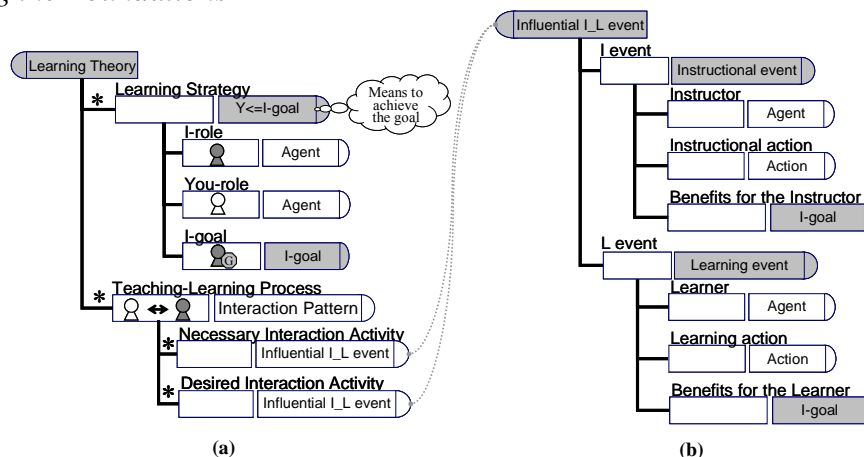 Learning Theory
*
Learning Strategy
Y<=I-goal
Means to
achieve
the goal
I-role
Agent
You-role
Agent
I-goal
G
I-goal
*
Teaching-Learning Process
Interaction Pattern
*
Necessary Interaction Activity
Influential I_L event
*
Desired Interaction Activity
Influential I_L event
(a)
Influential I_L event
I event
Instructional event
Instructor
Agent
Instructional action
Action
Benefits for the Instructor
I-goal
L event
Learning event
Learner
Agent
Learning action
Action
Benefits for the Learner
I-goal
(b)